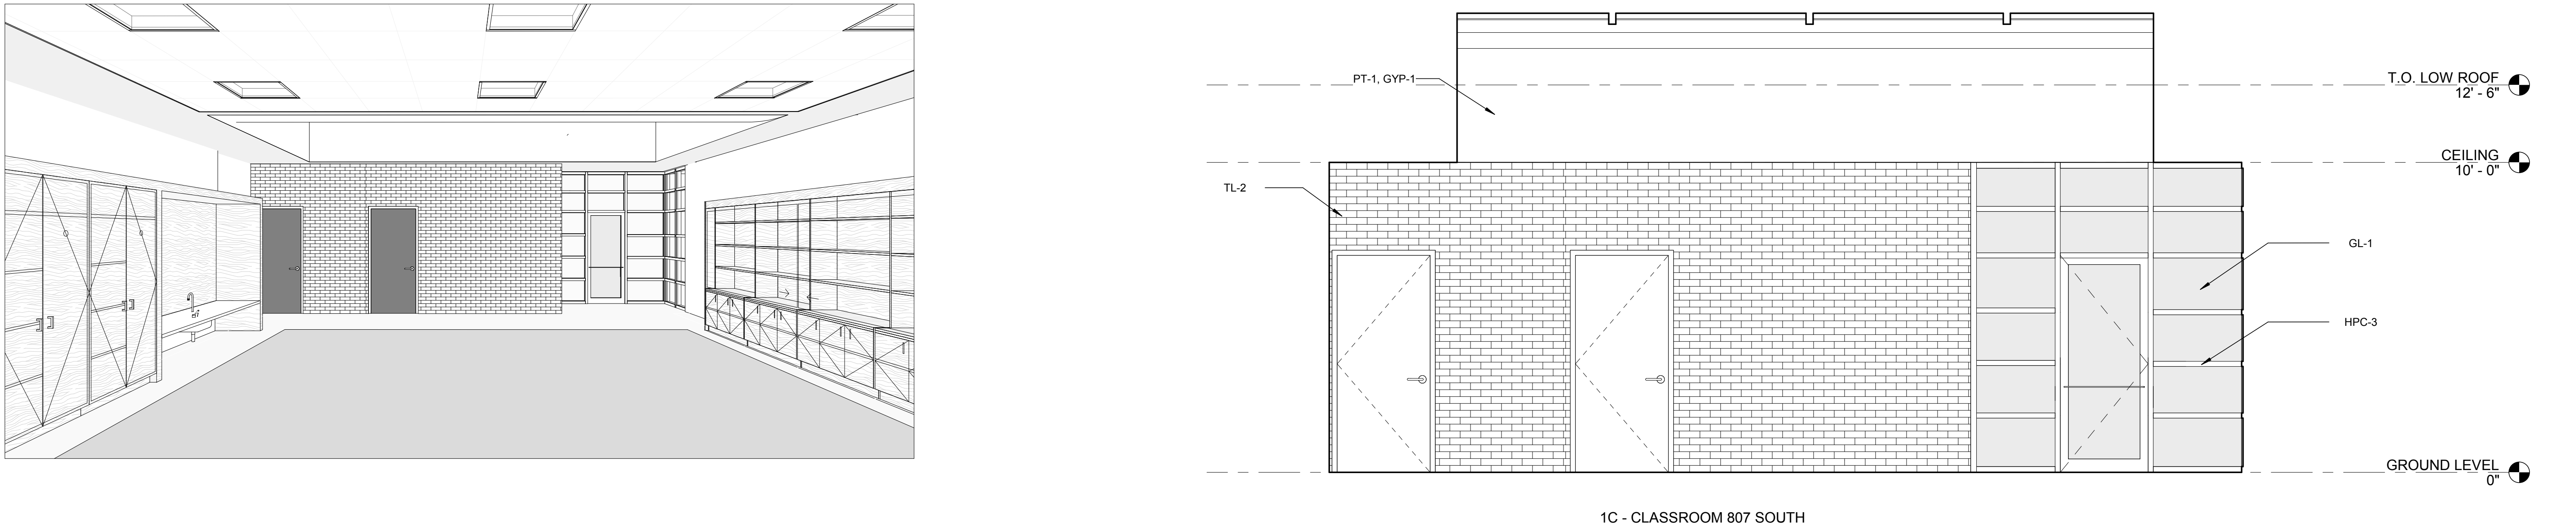 PT-1, GYP-1
T.O. LOW ROOF
12' - 6"
CEILING
10' - 0"
TL-2
GL-1
HPC-3
GROUND LEVEL
0"
1C - CLASSROOM 807 SOUTH